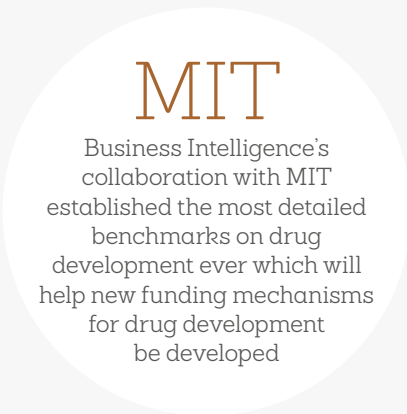 MIT
Business Intelligence's
collaboration with MIT
established the most detailed
benchmarks on drug
development ever which will
help new funding mechanisms
for drug development
be developed